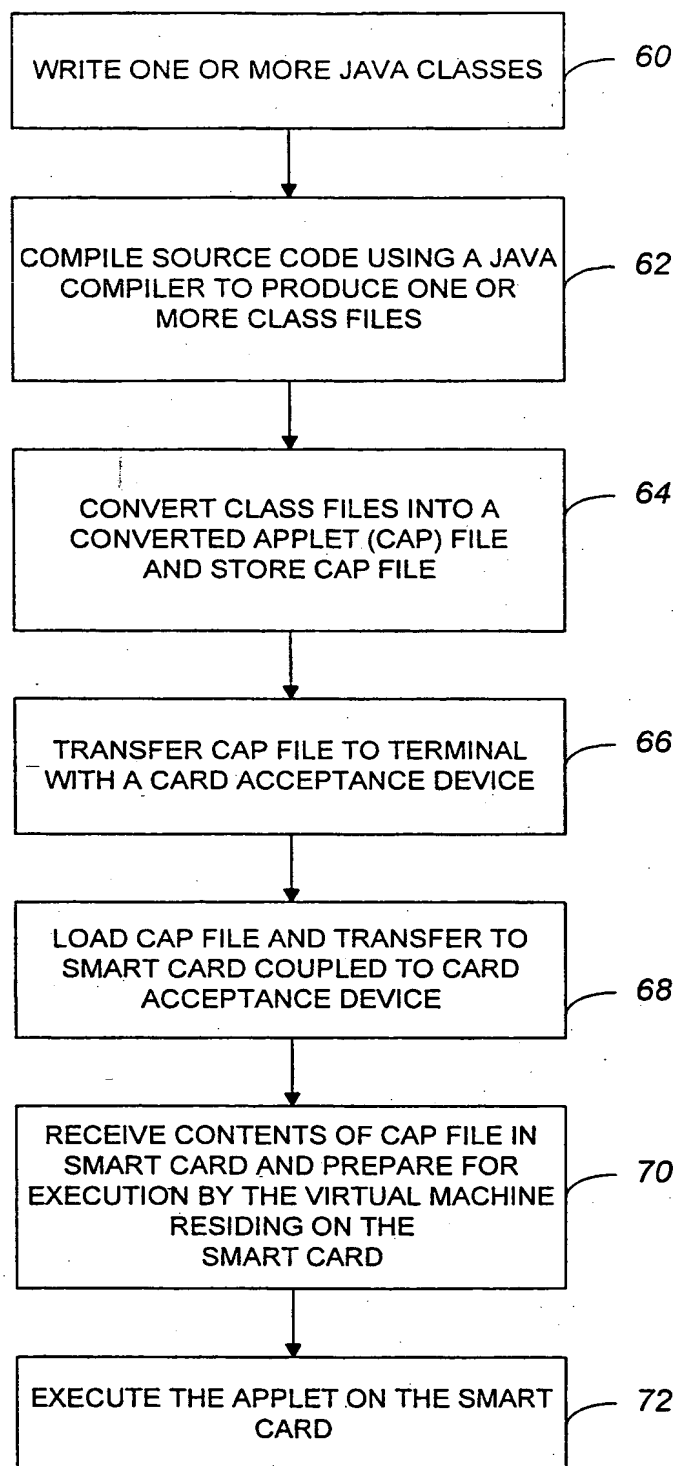 WRITE ONE OR MORE JAVA CLASSES
60
COMPILE SOURCE CODE USING A JAVA
COMPILER TO PRODUCE ONE OR
MORE CLASS FILES
62
CONVERT CLASS FILES INTO A
CONVERTED APPLET (CAP) FILE
AND STORE CAP FILE
64
TRANSFER CAP FILE TO TERMINAL
WITH A CARD ACCEPTANCE DEVICE
66
LOAD CAP FILE AND TRANSFER TO
SMART CARD COUPLED TO CARD
ACCEPTANCE DEVICE
68
RECEIVE CONTENTS OF CAP FILE IN
SMART CARD AND PREPARE FOR
EXECUTION BY THE VIRTUAL MACHINE
RESIDING ON THE
SMART CARD
70
EXECUTE THE APPLET ON THE SMART
CARD
72